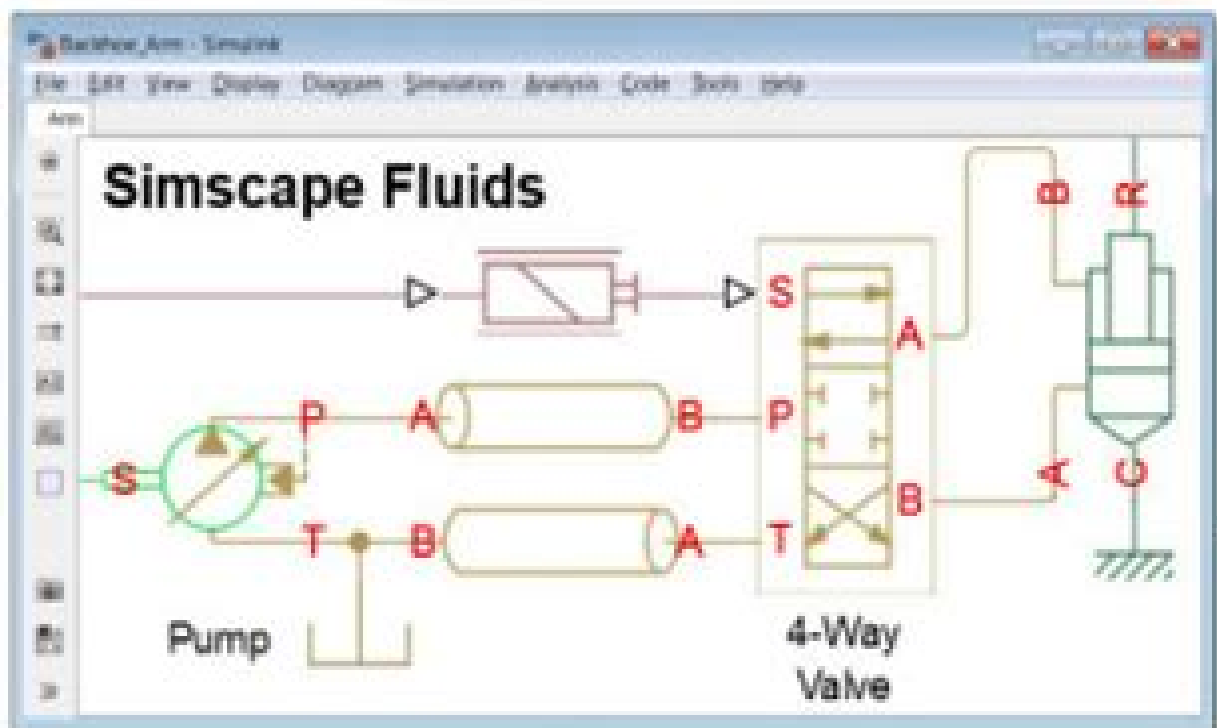 Backhoe_Arm - Simulink
File Edit View Display Diagram Simulation Analysis Code Tools Help
Arm
Simscape Fluids
B R
S
A
P A B P
S
A C
B
T B A T
Pump
4-Way
Valve